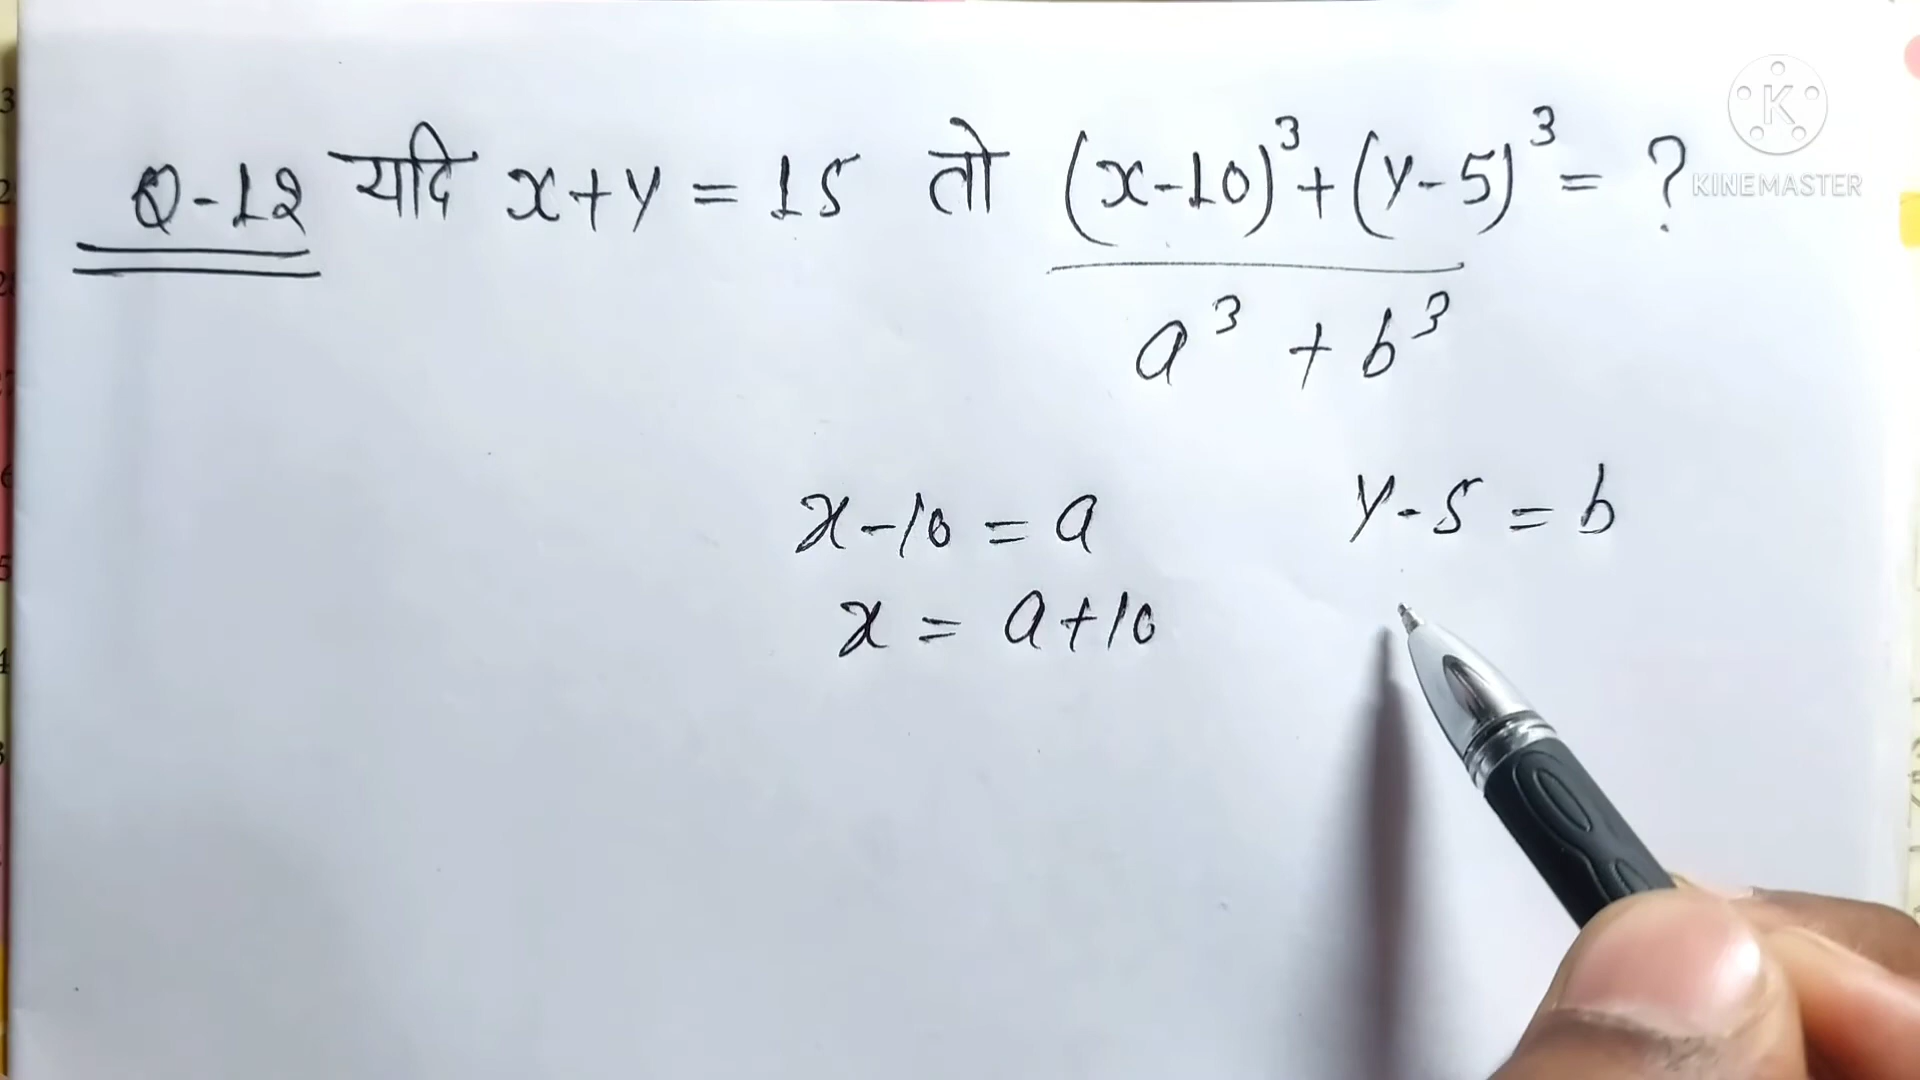 Q-12 यदि x+y = 15 तो (x-10)³+(y-5)³ = ?
a³ + b³
x-10 = a y-5 = b
x = a+10
K
KINEMASTER